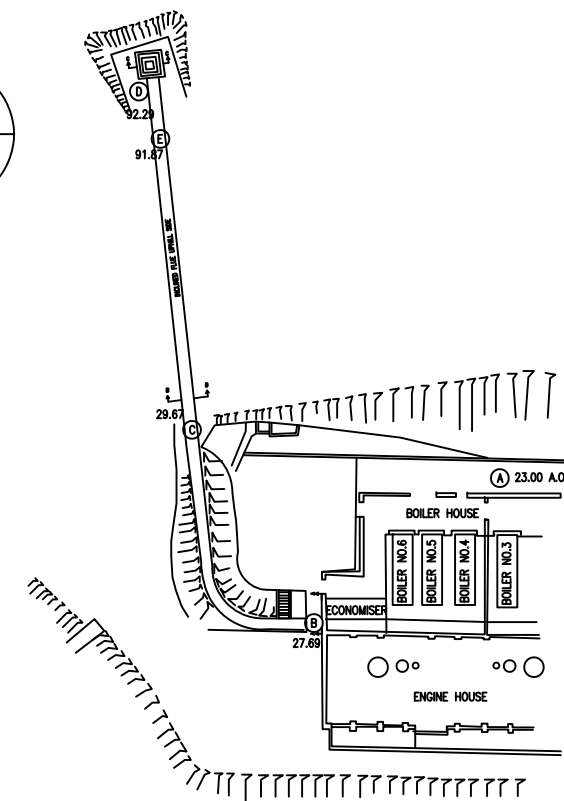 D
92.29
E
91.87
INCLINED FLUE UPHILL SIDE
B B
29.67
C
A 23.00 A.O
BOILER HOUSE
BOILER NO.6
BOILER NO.5
BOILER NO.4
BOILER NO.3
ECONOMISER
B
27.69
ENGINE HOUSE